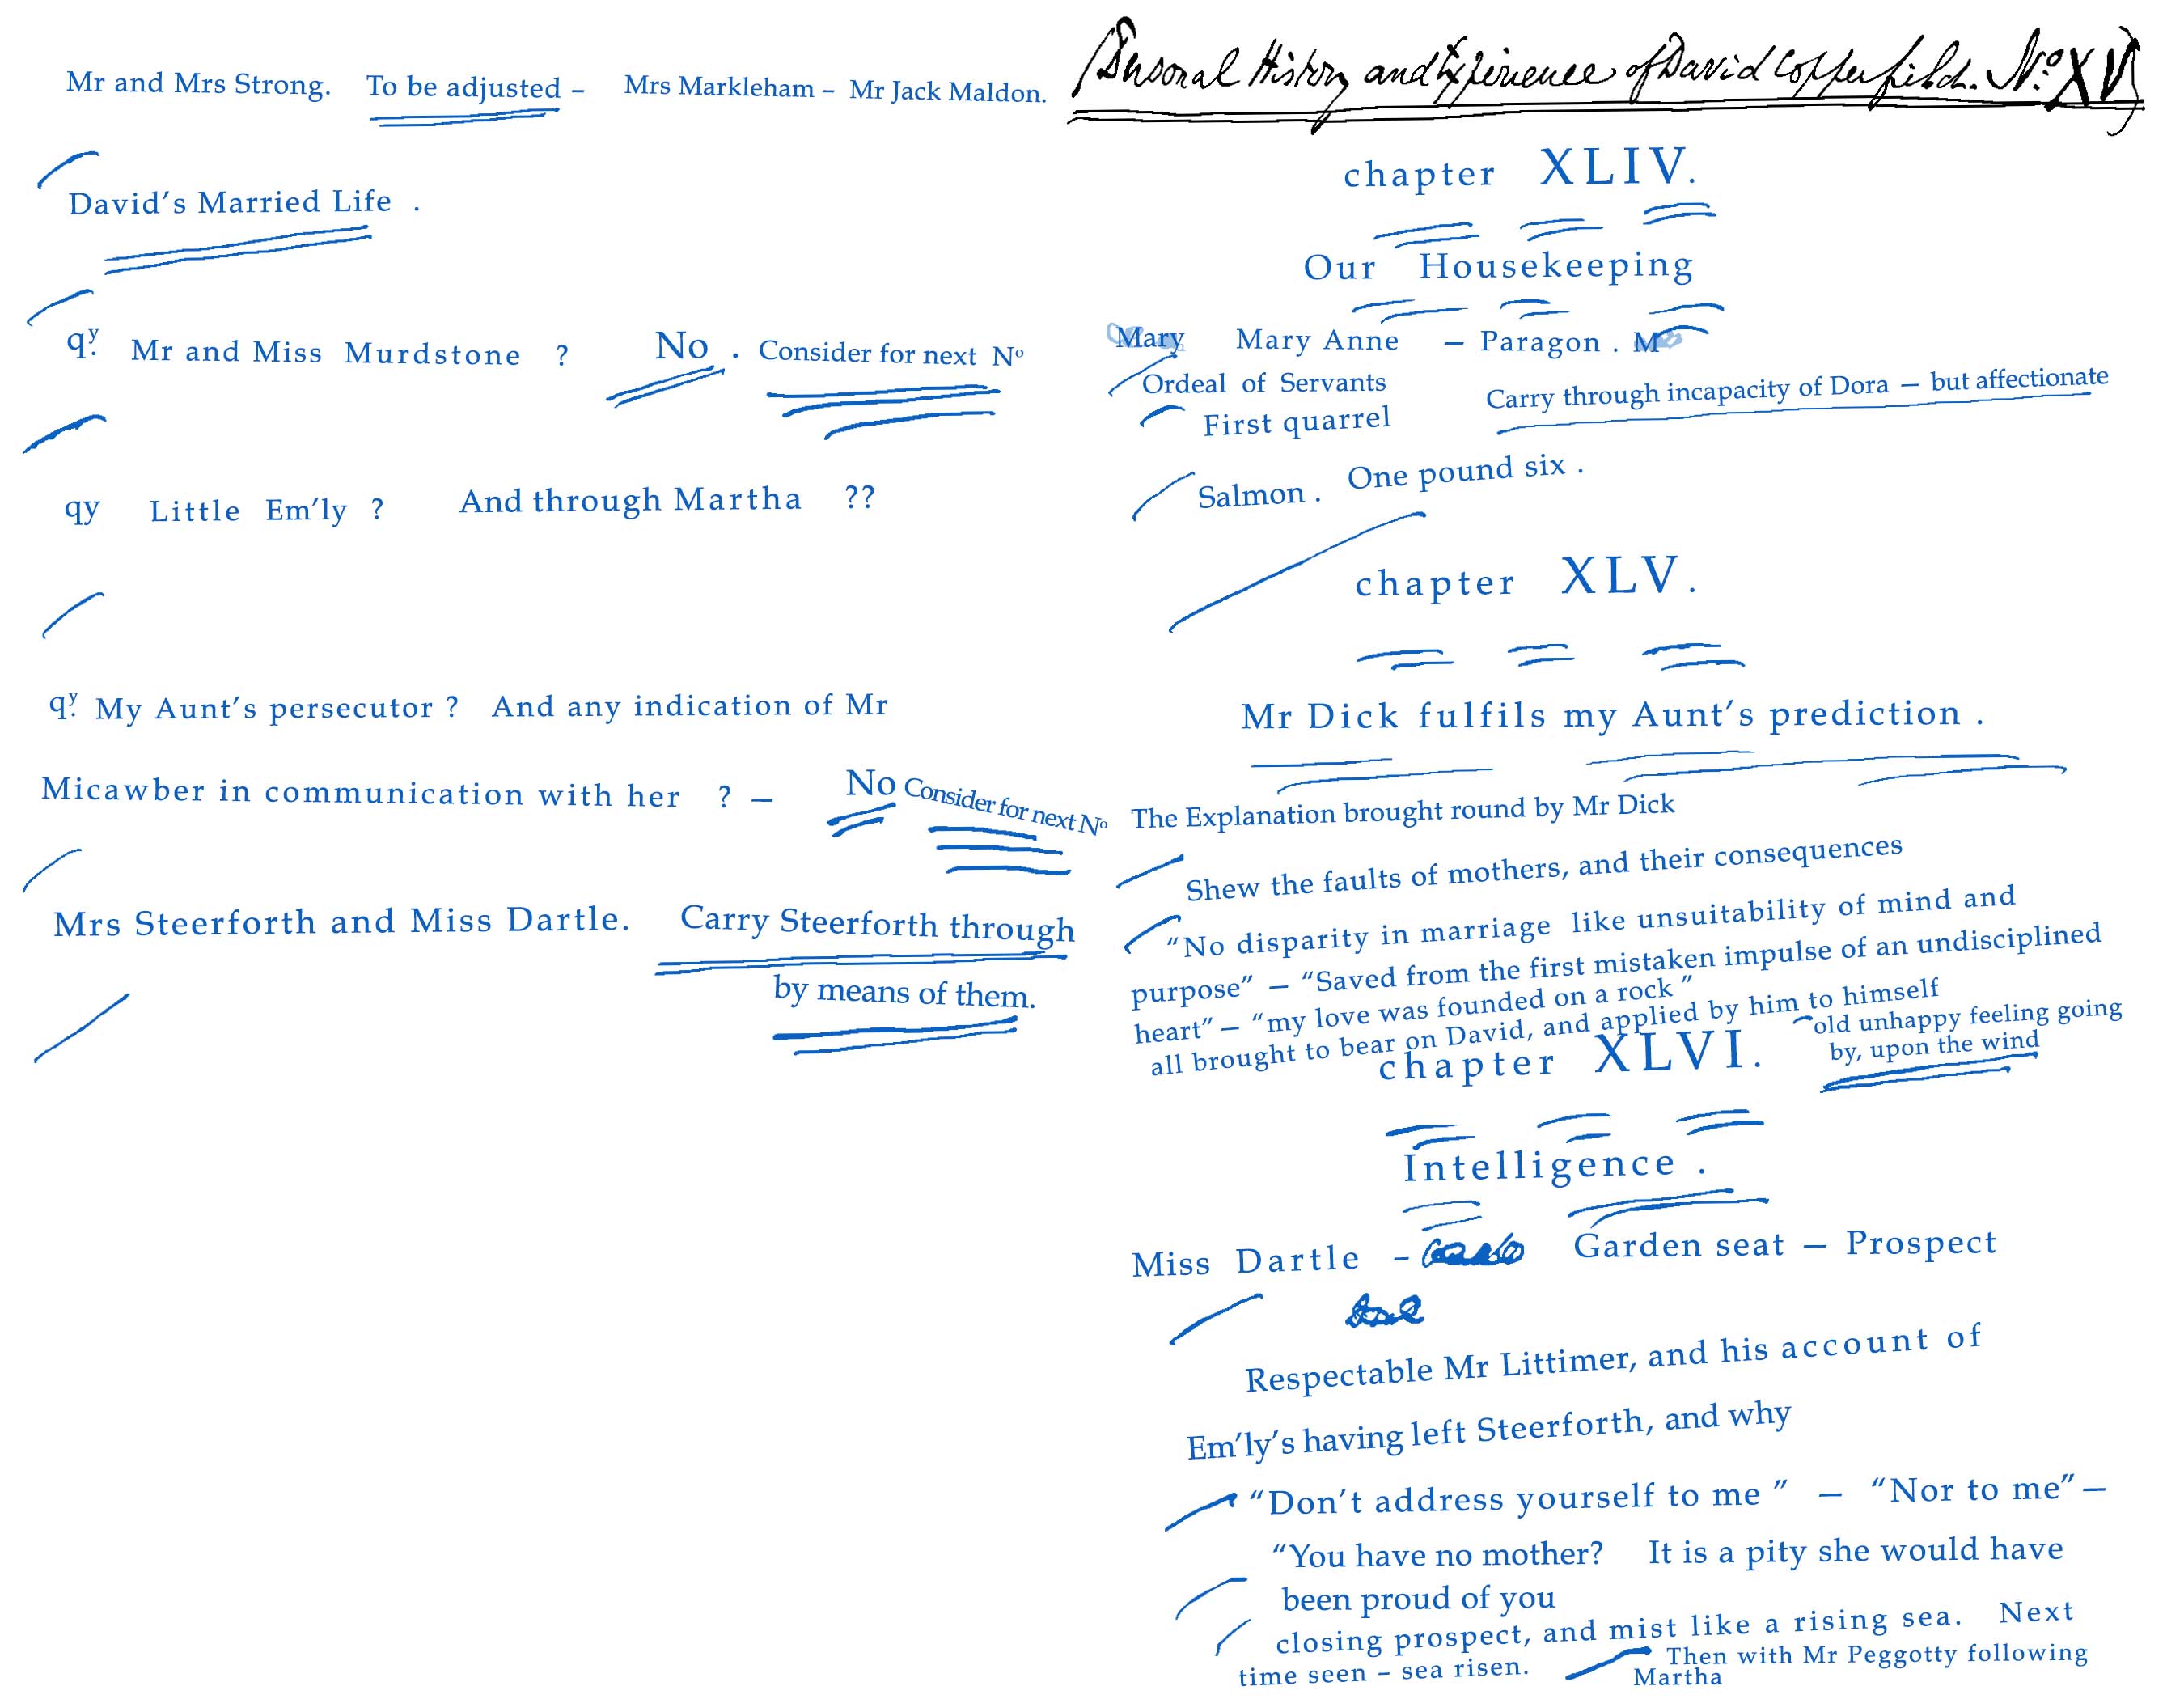 Mr and Mrs Strong. To be adjusted – Mrs Markleham – Mr Jack Maldon.
David's Married Life .
qy. Mr and Miss Murdstone ? No . Consider for next No
qy Little Em'ly ? And through Martha ??
qy. My Aunt's persecutor ? And any indication of Mr
Micawber in communication with her ? – No Consider for next No
Mrs Steerforth and Miss Dartle. Carry Steerforth through
by means of them.
(Personal History and Experience of David Copperfield. No. XV)
chapter XLIV.
Our Housekeeping
Mary Mary Anne – Paragon . M
Ordeal of Servants
Carry through incapacity of Dora – but affectionate
First quarrel
Salmon . One pound six .
chapter XLV.
Mr Dick fulfils my Aunt's prediction .
The Explanation brought round by Mr Dick
Shew the faults of mothers, and their consequences
“No disparity in marriage like unsuitability of mind and
purpose” – “Saved from the first mistaken impulse of an undisciplined
heart” – “my love was founded on a rock ”
all brought to bear on David, and applied by him to himself
old unhappy feeling going
by, upon the wind
chapter XLVI.
Intelligence .
Miss Dartle – Garden seat – Prospect
Respectable Mr Littimer, and his account of
Em'ly's having left Steerforth, and why
“Don't address yourself to me ” – “Nor to me” –
“You have no mother? It is a pity she would have
been proud of you
closing prospect, and mist like a rising sea. Next
time seen – sea risen. Then with Mr Peggotty following
Martha